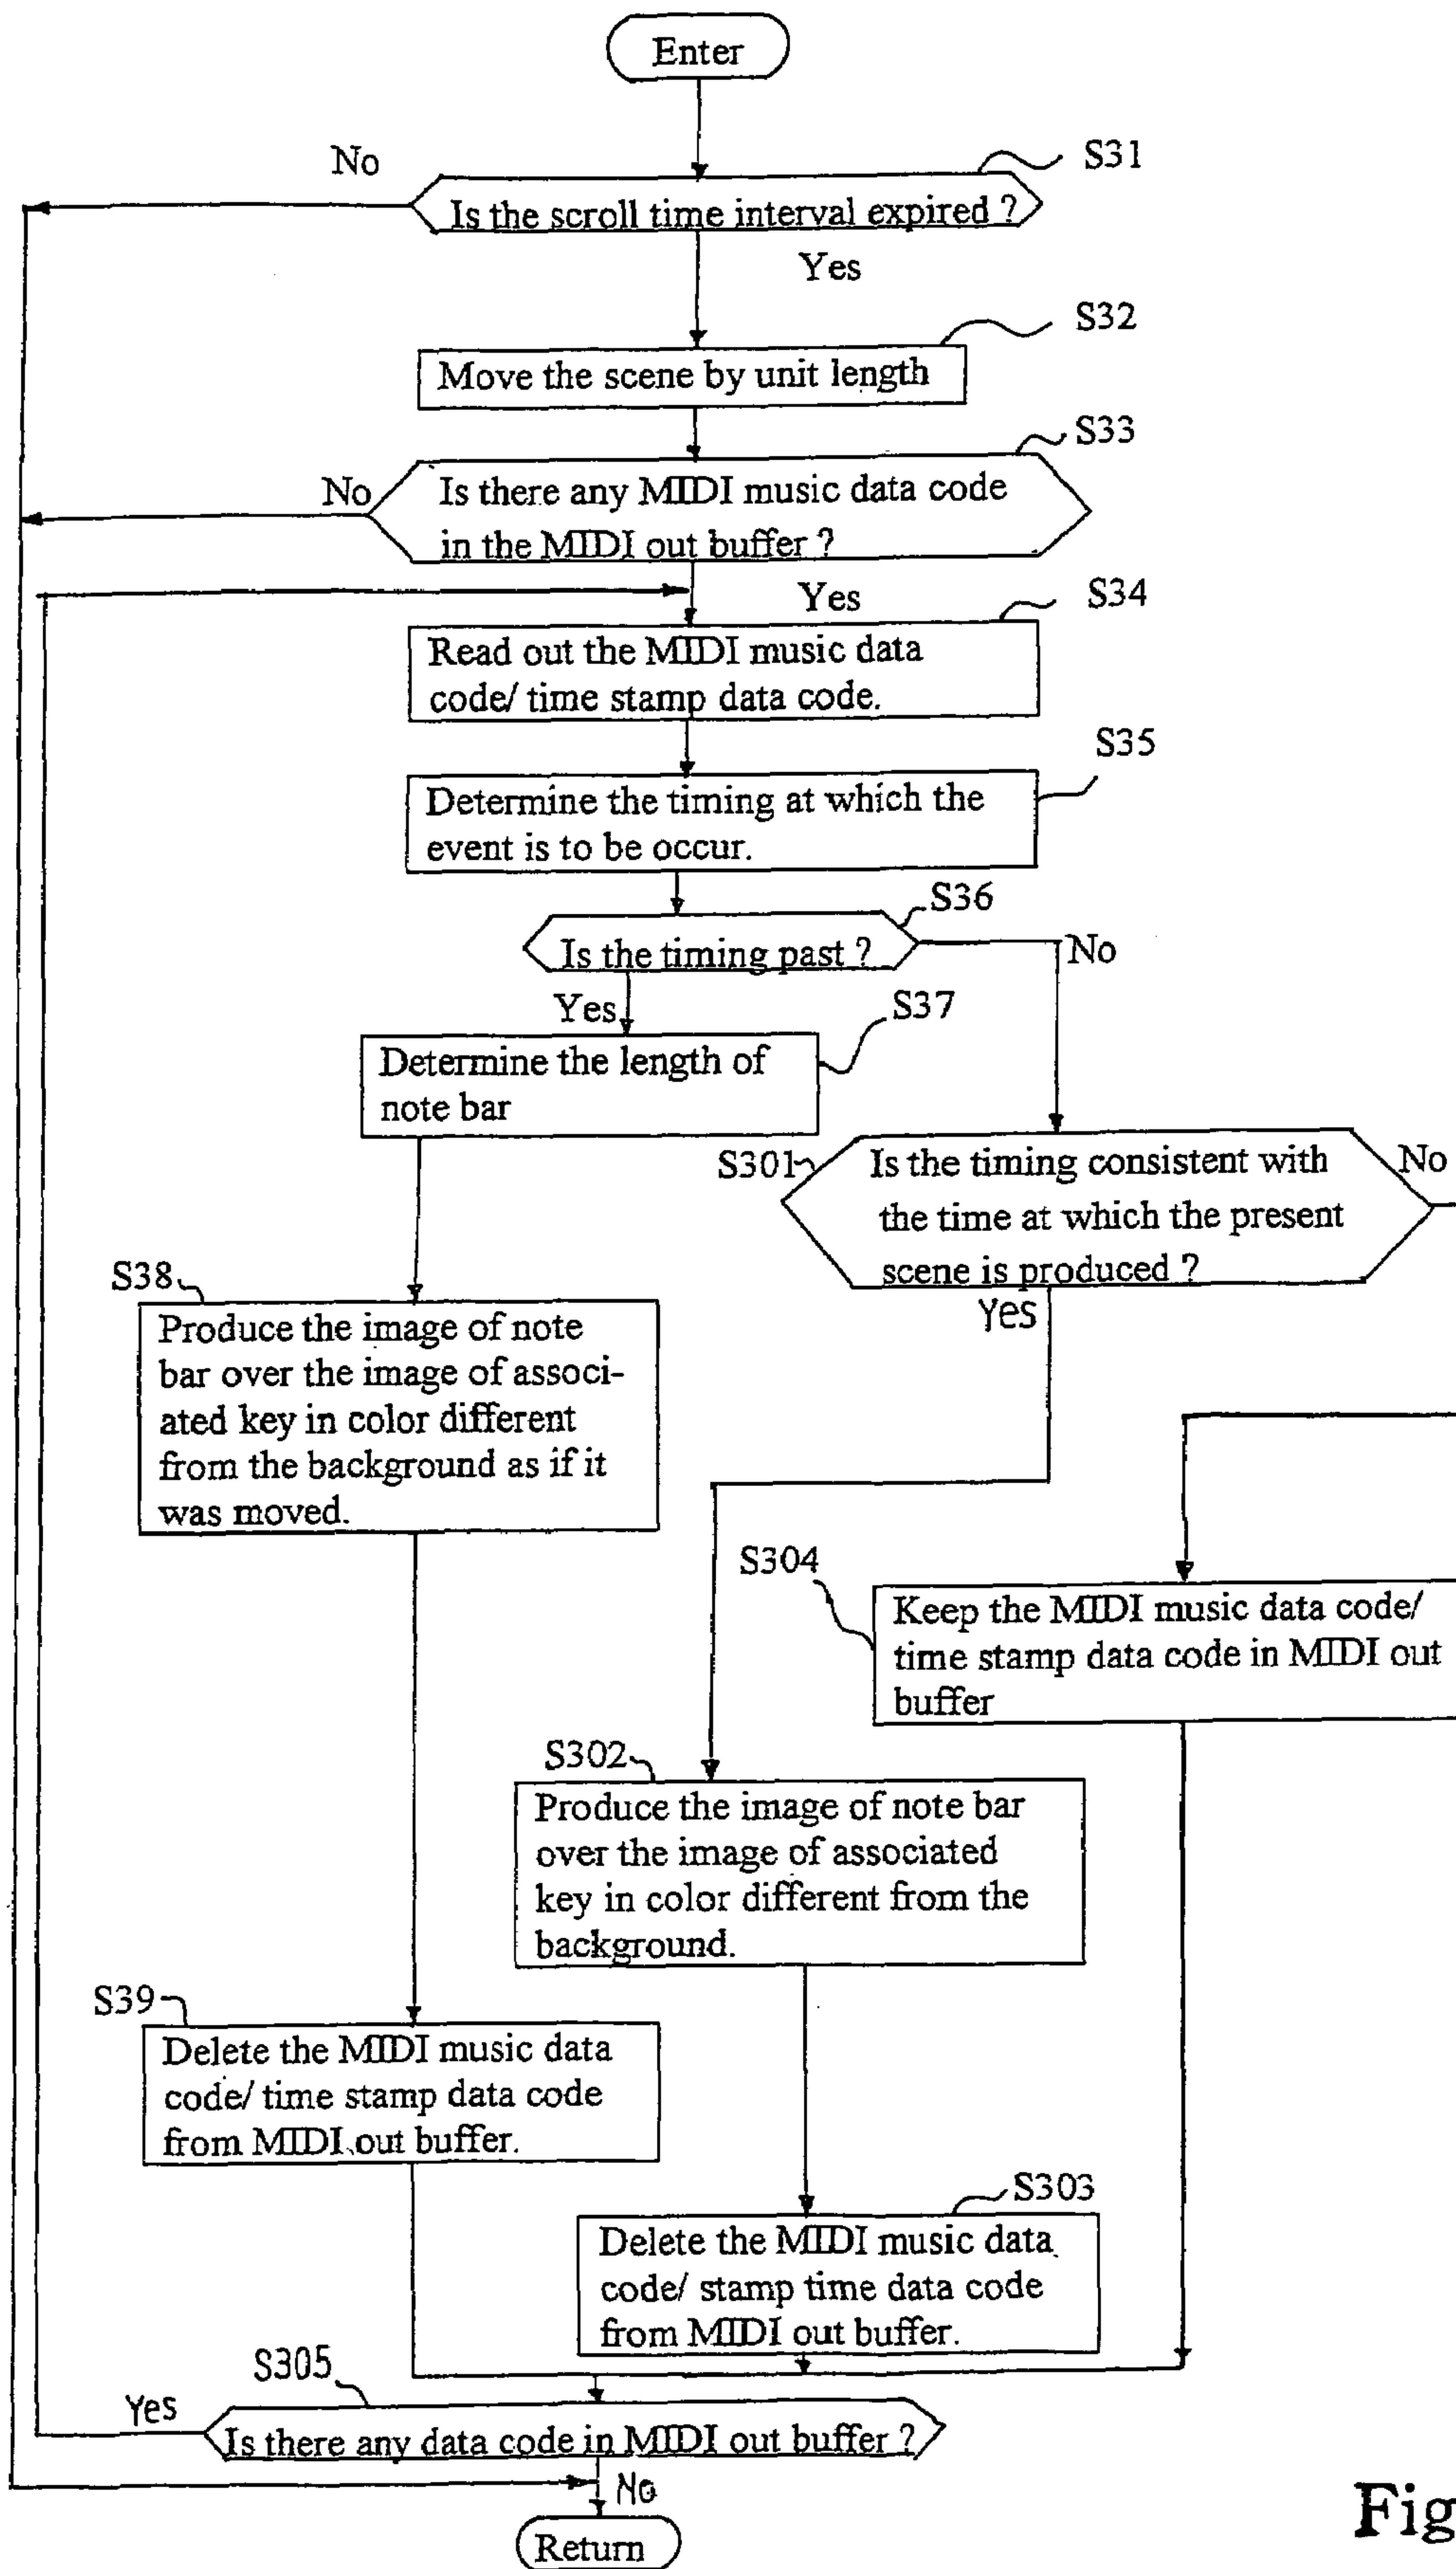 Enter
No
S31
Is the scroll time interval expired ?
Yes
S32
Move the scene by unit length
S33
No
Is there any MIDI music data code
in the MIDI out buffer ?
Yes
S34
Read out the MIDI music data
code/ time stamp data code.
S35
Determine the timing at which the
event is to be occur.
S36
Is the timing past ?
No
Yes
S37
Determine the length of
note bar
S301
Is the timing consistent with
the time at which the present
scene is produced ?
No
Yes
S38
Produce the image of note
bar over the image of associ-
ated key in color different
from the background as if it
was moved.
S304
Keep the MIDI music data code/
time stamp data code in MIDI out
buffer
S302
Produce the image of note bar
over the image of associated
key in color different from the
background.
S39
Delete the MIDI music data
code/ time stamp data code
from MIDI out buffer.
S303
Delete the MIDI music data
code/ stamp time data code
from MIDI out buffer.
S305
Yes
Is there any data code in MIDI out buffer ?
No
Return
Fig